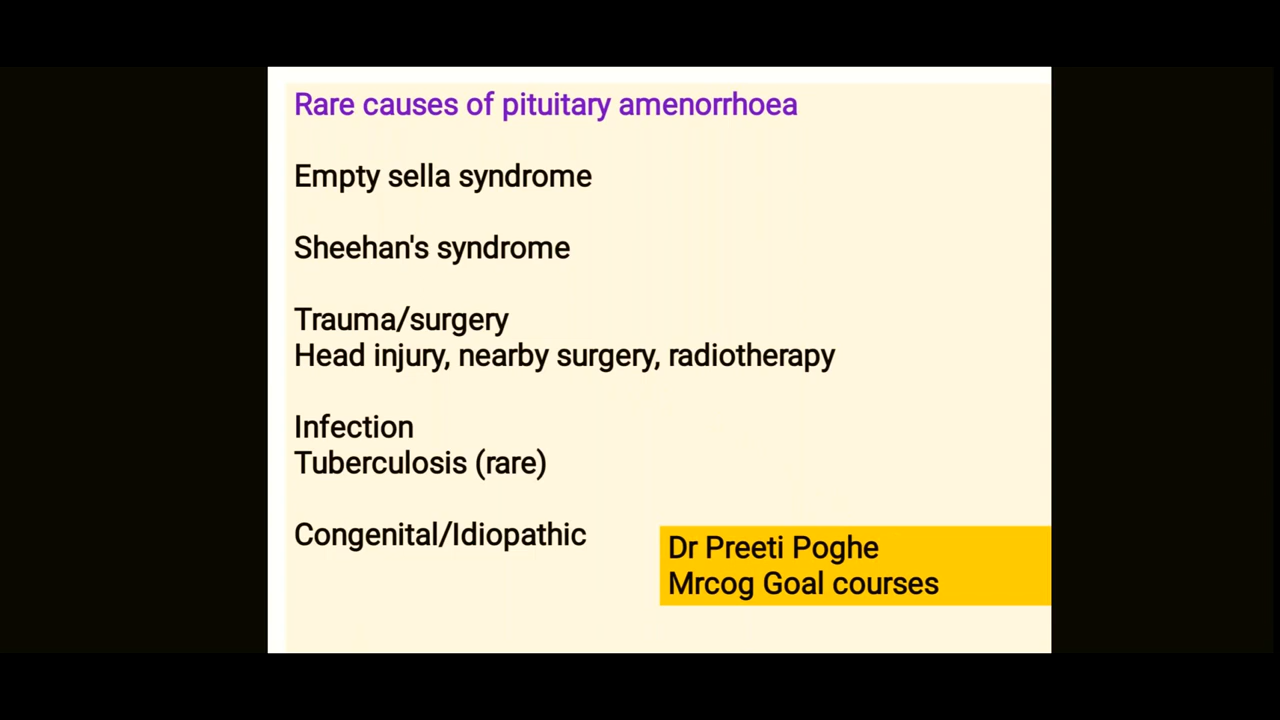 Rare causes of pituitary amenorrhoea
Empty sella syndrome
Sheehan's syndrome
Trauma/surgery
Head injury, nearby surgery, radiotherapy
Infection
Tuberculosis (rare)
Congenital/Idiopathic
Dr Preeti Poghe
Mrcog Goal courses